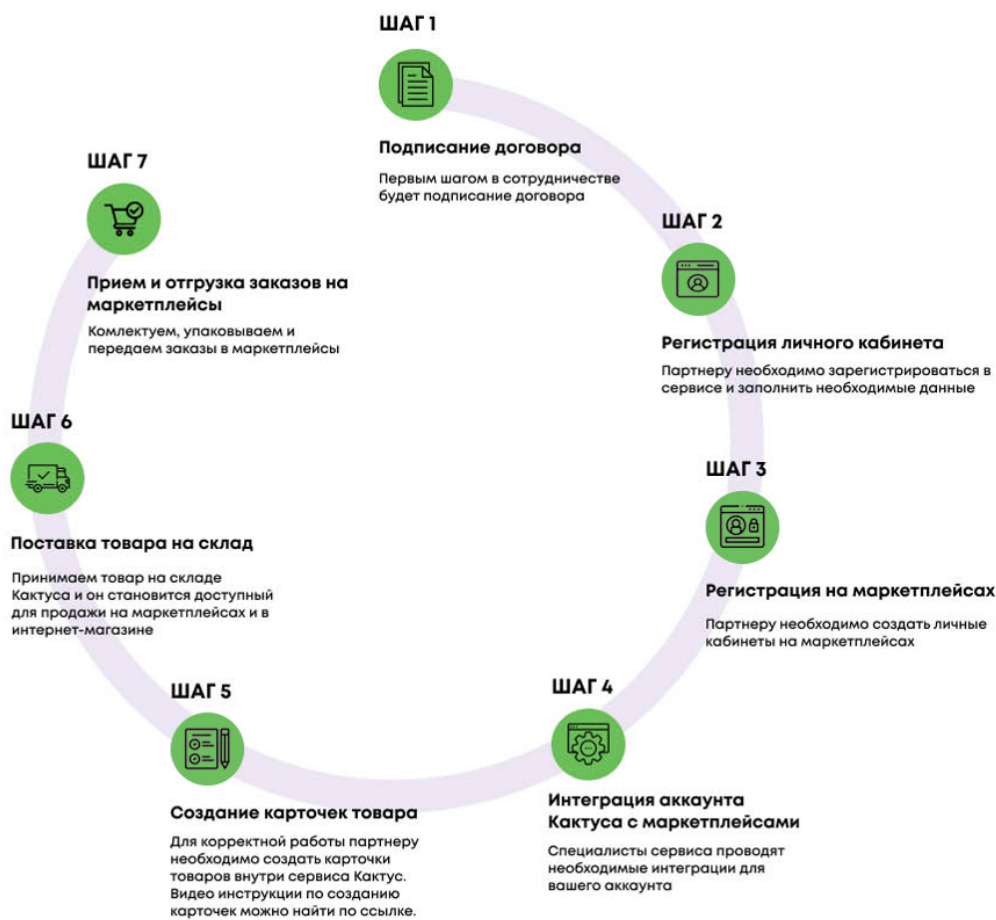 ШАГ 1
Подписание договора
Первым шагом в сотрудничестве
будет подписание договора
ШАГ 2
Регистрация личного кабинета
Партнеру необходимо зарегистрироваться в
сервисе и заполнить необходимые данные
ШАГ 3
Регистрация на маркетплейсах
Партнеру необходимо создать личные
кабинеты на маркетплейсах
ШАГ 4
Интеграция аккаунта
Кактуса с маркетплейсами
Специалисты сервиса проводят
необходимые интеграции для
вашего аккаунта
ШАГ 5
Создание карточек товара
Для корректной работы партнеру
необходимо создать карточки
товаров внутри сервиса Кактус.
Видео инструкции по созданию
карточек можно найти по ссылке.
ШАГ 6
Поставка товара на склад
Принимаем товар на складе
Кактуса и он становится доступный
для продажи на маркетплейсах и в
интернет-магазине
ШАГ 7
Прием и отгрузка заказов на
маркетплейсы
Комлектуем, упаковываем и
передаем заказы в маркетплейсы